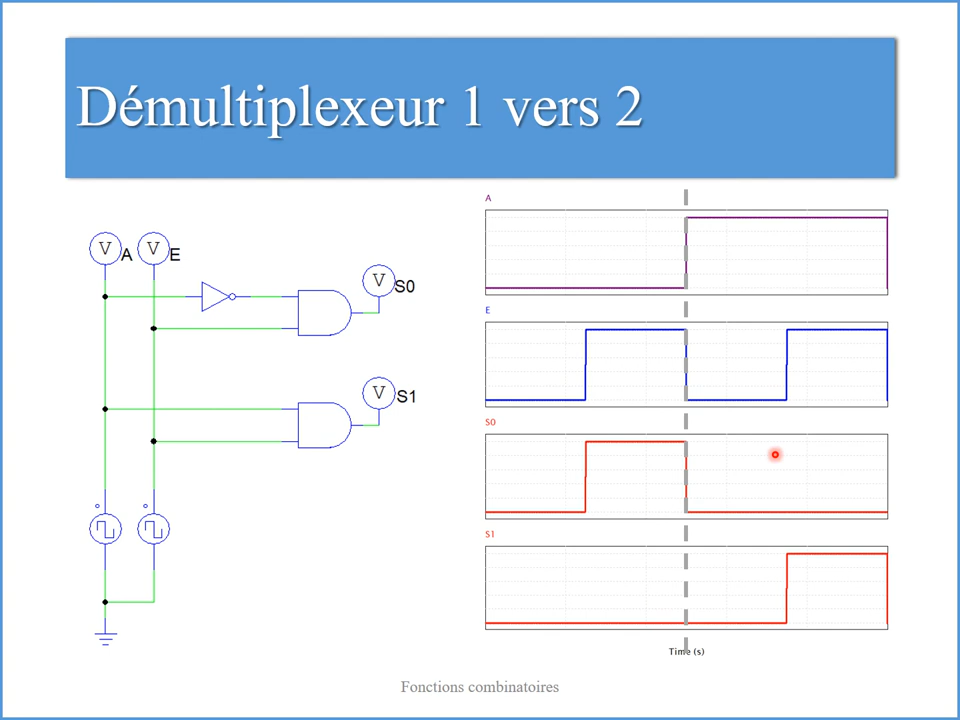 Démultiplexeur 1 vers 2
V A V E
V S0
V S1
A
E
S0
S1
Time (s)
Fonctions combinatoires